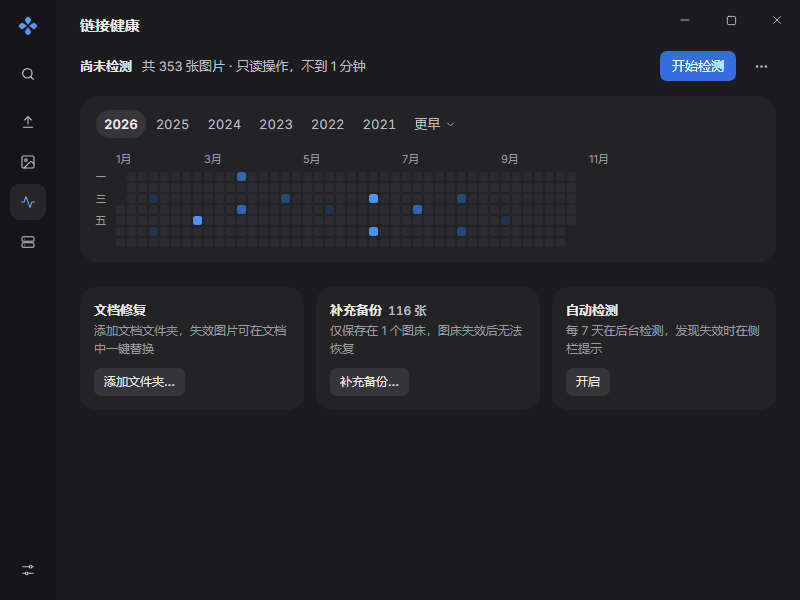 链接健康
尚未检测 共 353 张图片 · 只读操作，不到 1 分钟
开始检测
2026 2025 2024 2023 2022 2021 更早
1月 3月 5月 7月 9月 11月
一
三
五
文档修复
添加文档文件夹，失效图片可在文档
中一键替换
添加文件夹...
补充备份 116 张
仅保存在 1 个图床，图床失效后无法
恢复
补充备份...
自动检测
每 7 天在后台检测，发现失效时在侧
栏提示
开启